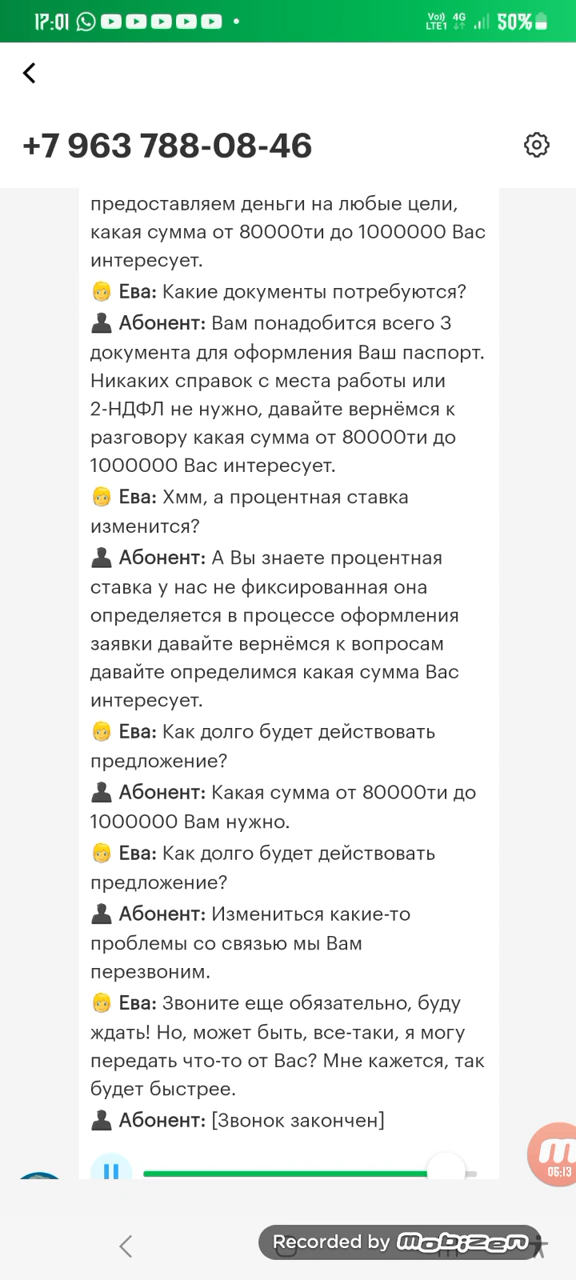 17:01
Vo)) 4G
LTE1
50%
+7 963 788-08-46
предоставляем деньги на любые цели,
какая сумма от 80000ти до 1000000 Вас
интересует.
Ева: Какие документы потребуются?
Абонент: Вам понадобится всего 3
документа для оформления Ваш паспорт.
Никаких справок с места работы или
2-НДФЛ не нужно, давайте вернёмся к
разговору какая сумма от 80000ти до
1000000 Вас интересует.
Ева: Хмм, а процентная ставка
изменится?
Абонент: А Вы знаете процентная
ставка у нас не фиксированная она
определяется в процессе оформления
заявки давайте вернёмся к вопросам
давайте определимся какая сумма Вас
интересует.
Ева: Как долго будет действовать
предложение?
Абонент: Какая сумма от 80000ти до
1000000 Вам нужно.
Ева: Как долго будет действовать
предложение?
Абонент: Измениться какие-то
проблемы со связью мы Вам
перезвоним.
Ева: Звоните еще обязательно, буду
ждать! Но, может быть, все-таки, я могу
передать что-то от Вас? Мне кажется, так
будет быстрее.
Абонент: [Звонок закончен]
m
06:13
Recorded by mobizen